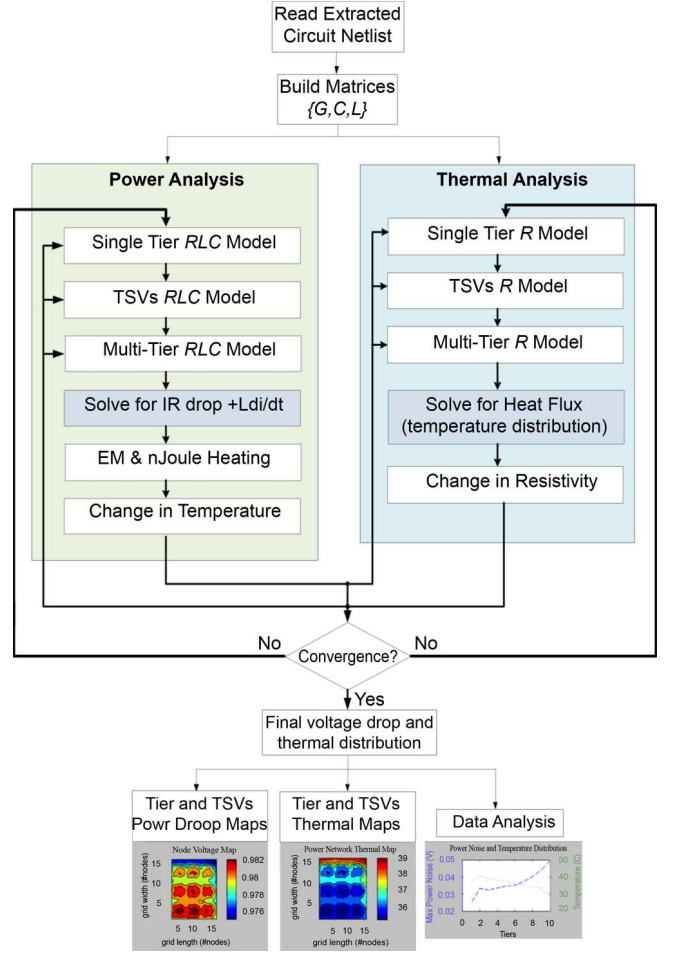 Read Extracted
Circuit Netlist
Build Matrices
{G,C,L}
Power Analysis
Single Tier RLC Model
TSVs RLC Model
Multi-Tier RLC Model
Solve for IR drop +Ldi/dt
EM & nJoule Heating
Change in Temperature
Thermal Analysis
Single Tier R Model
TSVs R Model
Multi-Tier R Model
Solve for Heat Flux
(temperature distribution)
Change in Resistivity
No
Convergence?
No
Yes
Final voltage drop and
thermal distribution
Tier and TSVs
Powr Droop Maps
Node Voltage Map
grid width (#nodes)
15
10
5
5 10 15
grid length (#nodes)
0.982
0.98
0.978
0.976
Tier and TSVs
Thermal Maps
Power Network Thermal Map
grid width (#nodes)
15
10
5
5 10 15
grid length (#nodes)
39
38
37
36
Data Analysis
Power Noise and Temperature Distribution
Max Power Noise (V)
0.05
0.04
0.03
0.02
0 2 4 6 8 10
Tiers
50
40
30
20
Temperature (C)